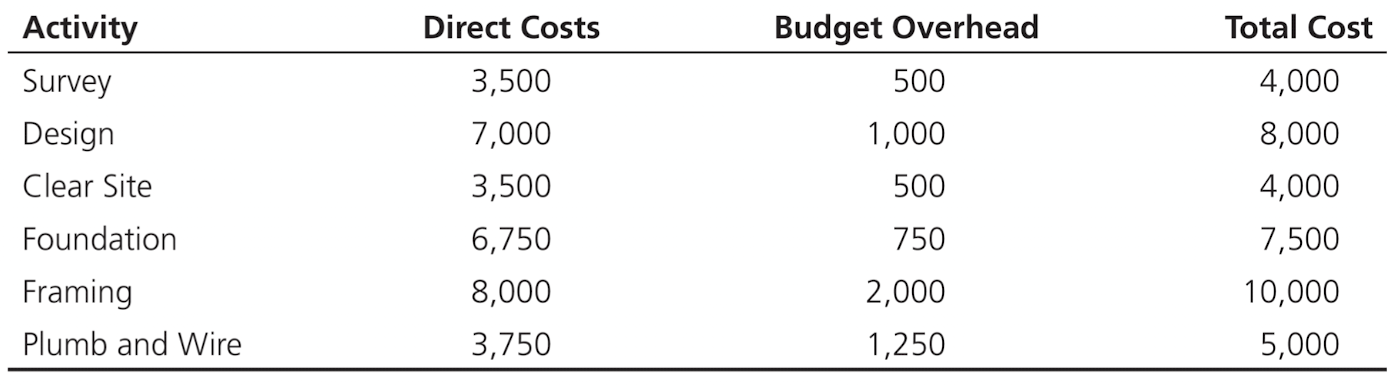 Activity Direct Costs Budget Overhead Total Cost
Survey 3,500 500 4,000
Design 7,000 1,000 8,000
Clear Site 3,500 500 4,000
Foundation 6,750 750 7,500
Framing 8,000 2,000 10,000
Plumb and Wire 3,750 1,250 5,000